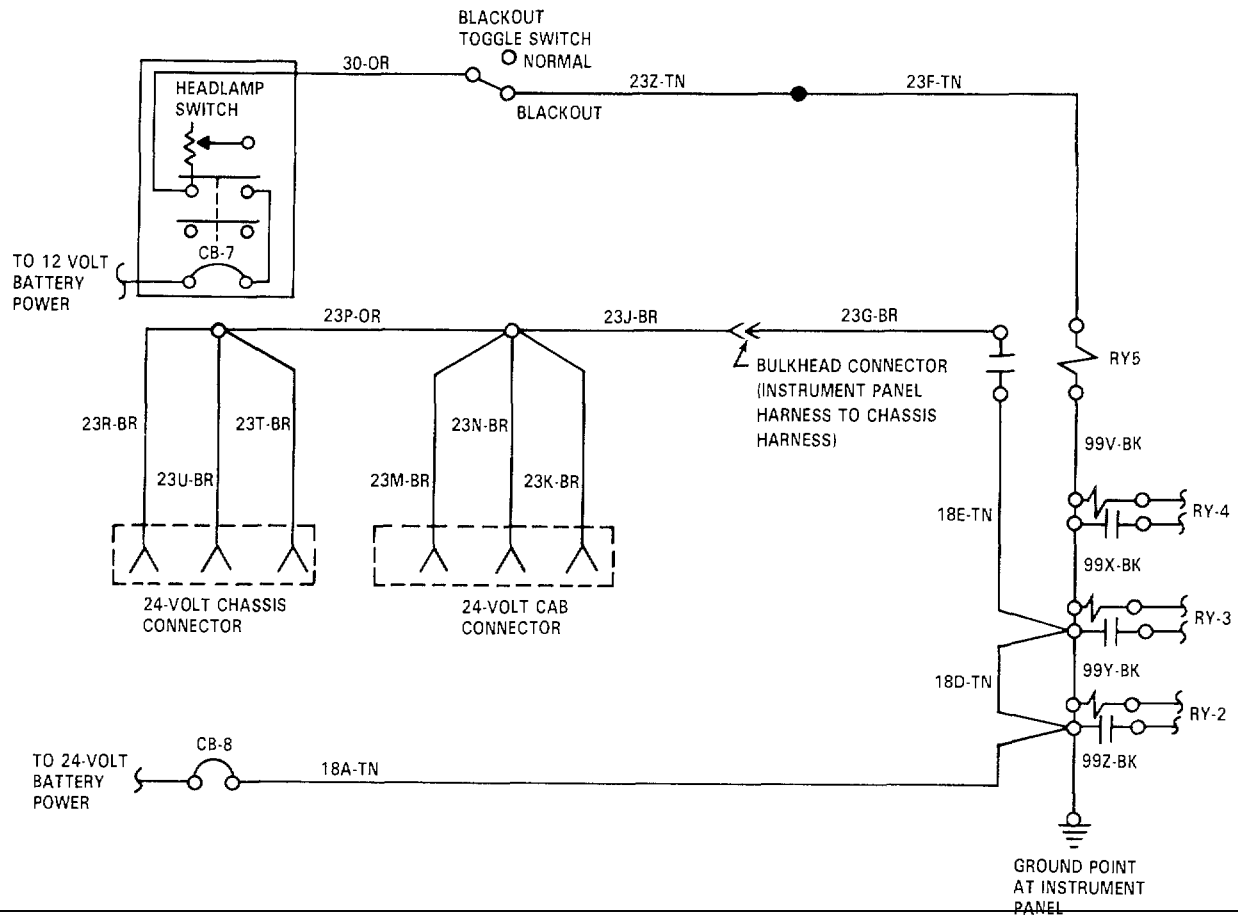 BLACKOUT
TOGGLE SWITCH
NORMAL
30-OR
23Z-TN
23F-TN
BLACKOUT
HEADLAMP
SWITCH
CB-7
TO 12 VOLT
BATTERY
POWER
23P-OR
23J-BR
23G-BR
RY5
BULKHEAD CONNECTOR
(INSTRUMENT PANEL
HARNESS TO CHASSIS
HARNESS)
23R-BR
23T-BR
23N-BR
99V-BK
23U-BR
23M-BR
23K-BR
18E-TN
RY-4
99X-BK
24-VOLT CHASSIS
CONNECTOR
24-VOLT CAB
CONNECTOR
RY-3
99Y-BK
18D-TN
RY-2
CB-8
TO 24-VOLT
BATTERY
POWER
18A-TN
99Z-BK
GROUND POINT
AT INSTRUMENT
PANEL